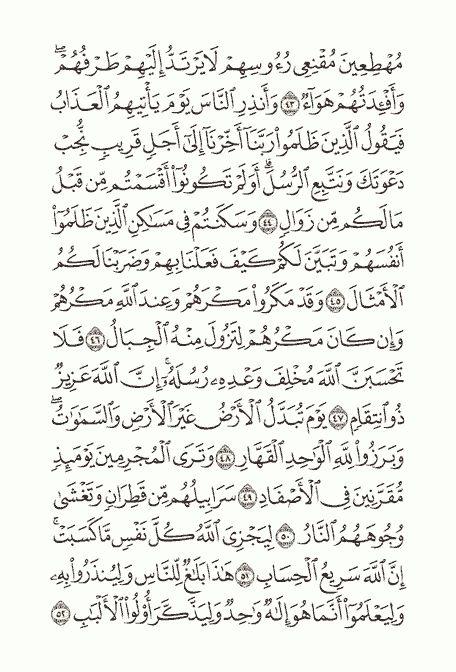 مُهْطِعِينَ مُقْنِعِى رُءُوسِهِمْ لَا يَرْتَدُّ إِلَيْهِمْ طَرْفُهُمْ ۖ
وَأَفْـِٔدَتُهُمْ هَوَآءٌ ﴿٤٣﴾ وَأَنذِرِ ٱلنَّاسَ يَوْمَ يَأْتِيهِمُ ٱلْعَذَابُ
فَيَقُولُ ٱلَّذِينَ ظَلَمُوا۟ رَبَّنَآ أَخِّرْنَآ إِلَىٰٓ أَجَلٍ قَرِيبٍ نُّجِبْ
دَعْوَتَكَ وَنَتَّبِعِ ٱلرُّسُلَ ۗ أَوَلَمْ تَكُونُوٓا۟ أَقْسَمْتُم مِّن قَبْلُ
مَا لَكُم مِّن زَوَالٍ ﴿٤٤﴾ وَسَكَنتُمْ فِى مَسَٰكِنِ ٱلَّذِينَ ظَلَمُوٓا۟
أَنفُسَهُمْ وَتَبَيَّنَ لَكُمْ كَيْفَ فَعَلْنَا بِهِمْ وَضَرَبْنَا لَكُمُ
ٱلْأَمْثَالَ ﴿٤٥﴾ وَقَدْ مَكَرُوا۟ مَكْرَهُمْ وَعِندَ ٱللَّهِ مَكْرُهُمْ
وَإِن كَانَ مَكْرُهُمْ لِتَزُولَ مِنْهُ ٱلْجِبَالُ ﴿٤٦﴾ فَلَا
تَحْسَبَنَّ ٱللَّهَ مُخْلِفَ وَعْدِهِۦ رُسُلَهُۥٓ ۗ إِنَّ ٱللَّهَ عَزِيزٌ
ذُو ٱنتِقَامٍ ﴿٤٧﴾ يَوْمَ تُبَدَّلُ ٱلْأَرْضُ غَيْرَ ٱلْأَرْضِ وَٱلسَّمَٰوَٰتُ ۖ
وَبَرَزُوا۟ لِلَّهِ ٱلْوَٰحِدِ ٱلْقَهَّارِ ﴿٤٨﴾ وَتَرَى ٱلْمُجْرِمِينَ يَوْمَئِذٍ
مُّقَرَّنِينَ فِى ٱلْأَصْفَادِ ﴿٤٩﴾ سَرَابِيلُهُم مِّن قَطِرَانٍ وَتَغْشَىٰ
وُجُوهَهُمُ ٱلنَّارُ ﴿٥٠﴾ لِيَجْزِىَ ٱللَّهُ كُلَّ نَفْسٍ مَّا كَسَبَتْ ۚ
إِنَّ ٱللَّهَ سَرِيعُ ٱلْحِسَابِ ﴿٥١﴾ هَٰذَا بَلَٰغٌ لِّلنَّاسِ وَلِيُنذَرُوا۟ بِهِۦ
وَلِيَعْلَمُوٓا۟ أَنَّمَا هُوَ إِلَٰهٌ وَٰحِدٌ وَلِيَذَّكَّرَ أُو۟لُوا۟ ٱلْأَلْبَٰبِ ﴿٥٢﴾